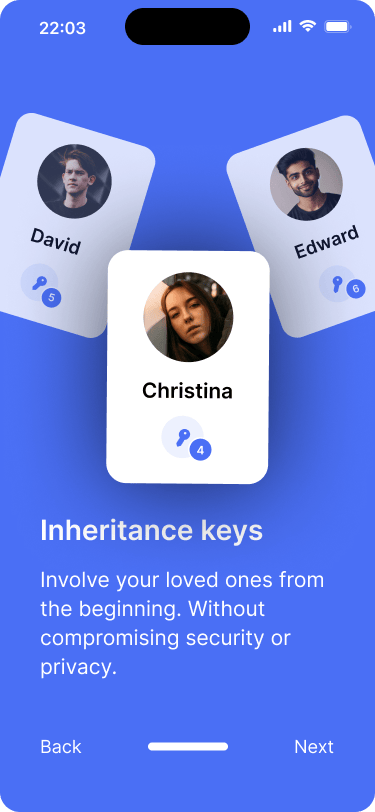 22:03
David
5
Edward
6
Christina
4
Inheritance keys
Involve your loved ones from
the beginning. Without
compromising security or
privacy.
Back
Next